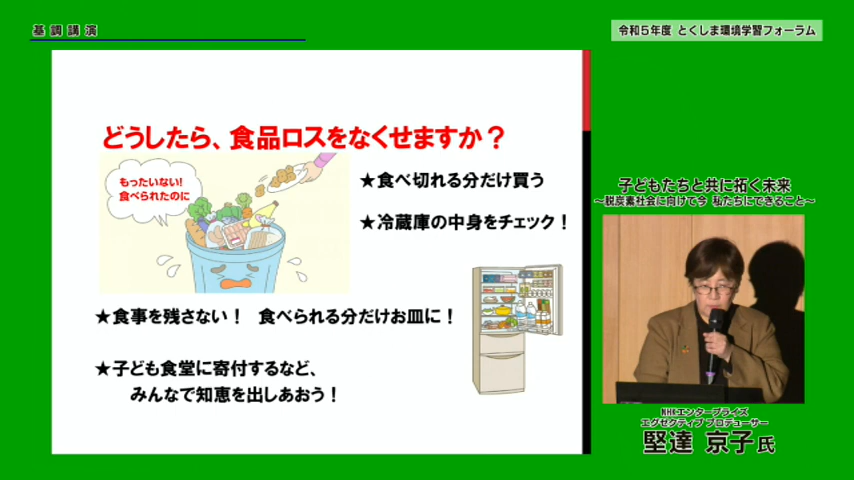 基調講演
令和5年度 とくしま環境学習フォーラム
どうしたら、食品ロスをなくせますか？
もったいない!
食べられたのに
★食べ切れる分だけ買う
★冷蔵庫の中身をチェック！
★食事を残さない！ 食べられる分だけお皿に！
★子ども食堂に寄付するなど、
みんなで知恵を出しあおう！
子どもたちと共に拓く未来
～脱炭素社会に向けて今 私たちにできること～
NHKエンタープライズ
エグゼクティブ プロデューサー
堅達 京子氏